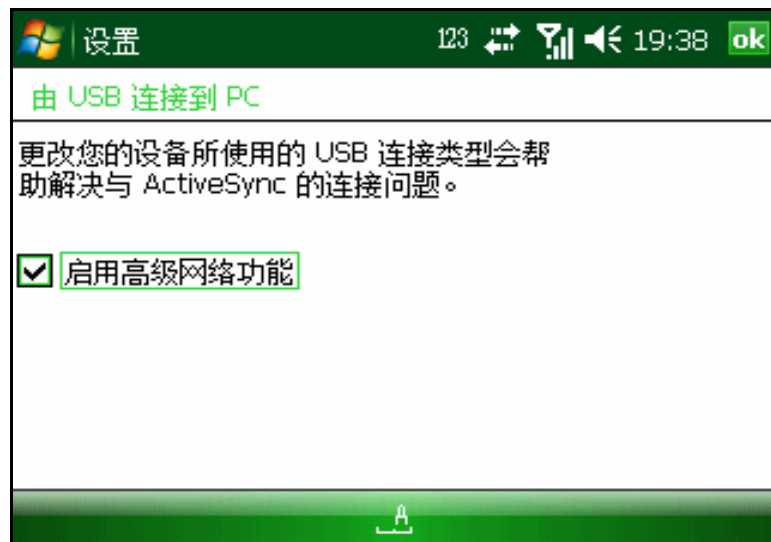 设置 123 19:38 ok
由 USB 连接到 PC
更改您的设备所使用的 USB 连接类型会帮
助解决与 ActiveSync 的连接问题。
启用高级网络功能
A